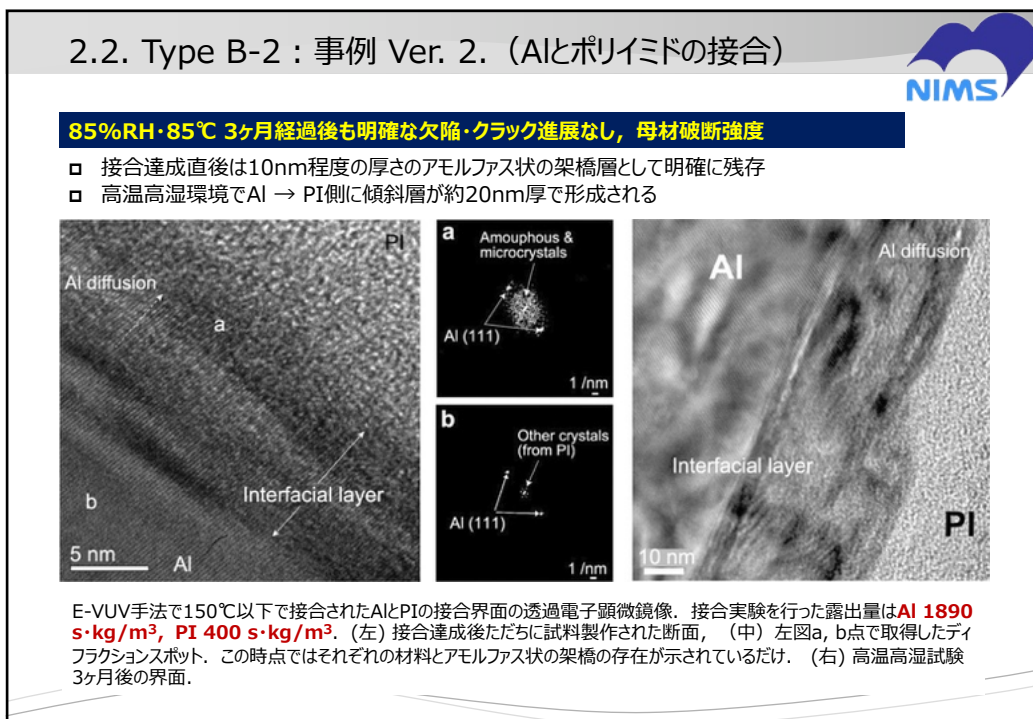 2.2. Type B-2：事例 Ver. 2.（Alとポリイミドの接合）
NIMS
85%RH・85℃ 3ヶ月経過後も明確な欠陥・クラック進展なし，母材破断強度
接合達成直後は10nm程度の厚さのアモルファス状の架橋層として明確に残存
高温高湿環境でAl → PI側に傾斜層が約20nm厚で形成される
PI
Al diffusion
a
Interfacial layer
b
5 nm
Al
a
Amouphous &
microcrystals
Al (111)
1 /nm
b
Other crystals
(from PI)
Al (111)
1 /nm
Al
Al diffusion
Interfacial layer
PI
10 nm
E-VUV手法で150℃以下で接合されたAlとPIの接合界面の透過電子顕微鏡像．接合実験を行った露出量はAl 1890
s・kg/m³, PI 400 s・kg/m³．(左) 接合達成後ただちに試料製作された断面，（中）左図a, b点で取得したディ
フラクションスポット．この時点ではそれぞれの材料とアモルファス状の架橋の存在が示されているだけ．(右) 高温高湿試験
3ヶ月後の界面．